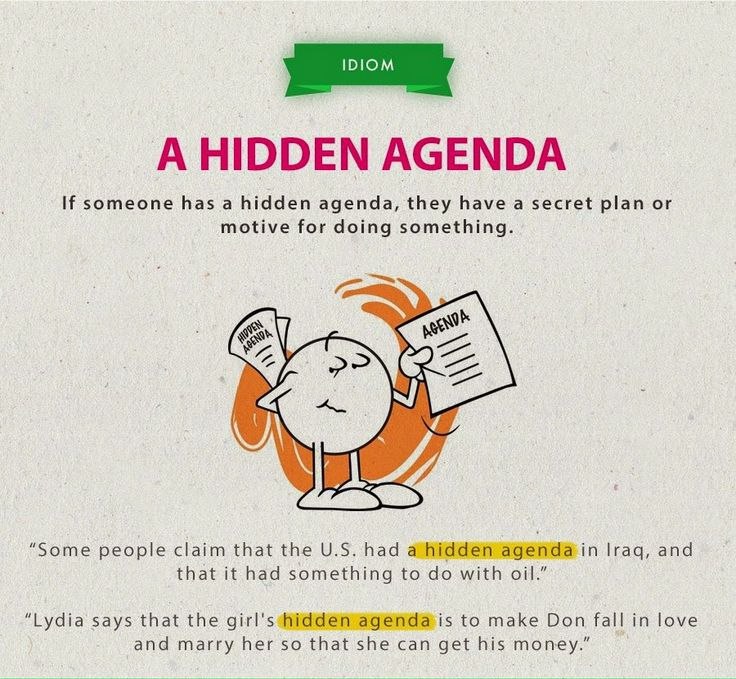 IDIOM
A HIDDEN AGENDA
If someone has a hidden agenda, they have a secret plan or
motive for doing something.
HIDDEN
AGENDA
AGENDA
“Some people claim that the U.S. had a hidden agenda in Iraq, and
that it had something to do with oil.”
“Lydia says that the girl's hidden agenda is to make Don fall in love
and marry her so that she can get his money.”